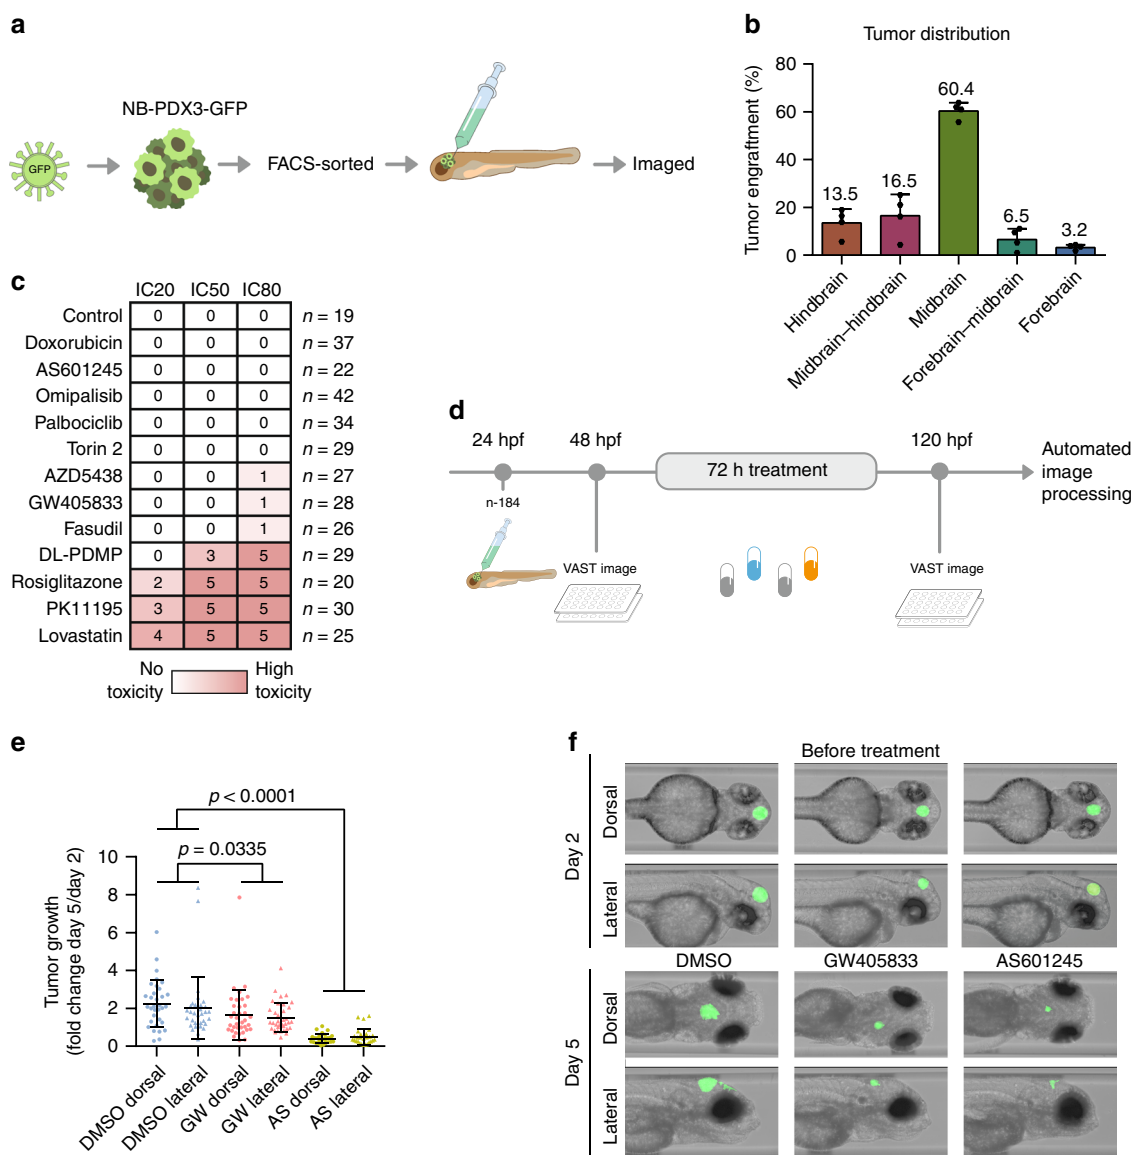 a
NB-PDX3-GFP
GFP
FACS-sorted
Imaged
b
Tumor distribution
Tumor engraftment (%)
80
60
40
20
0
13.5
16.5
60.4
6.5
3.2
Hindbrain
Midbrain–hindbrain
Midbrain
Forebrain–midbrain
Forebrain
c
IC20 IC50 IC80
Control 0 0 0 n = 19
Doxorubicin 0 0 0 n = 37
AS601245 0 0 0 n = 22
Omipalisib 0 0 0 n = 42
Palbociclib 0 0 0 n = 34
Torin 2 0 0 0 n = 29
AZD5438 0 0 1 n = 27
GW405833 0 0 1 n = 28
Fasudil 0 0 1 n = 26
DL-PDMP 0 3 5 n = 29
Rosiglitazone 2 5 5 n = 20
PK11195 3 5 5 n = 30
Lovastatin 4 5 5 n = 25
No
toxicity
High
toxicity
d
24 hpf
48 hpf
72 h treatment
120 hpf
Automated
image
processing
n-184
VAST image
VAST image
e
p < 0.0001
p = 0.0335
Tumor growth
(fold change day 5/day 2)
10
8
6
4
2
0
DMSO dorsal
DMSO lateral
GW dorsal
GW lateral
AS dorsal
AS lateral
f
Before treatment
Day 2
Dorsal
Lateral
DMSO
GW405833
AS601245
Day 5
Dorsal
Lateral